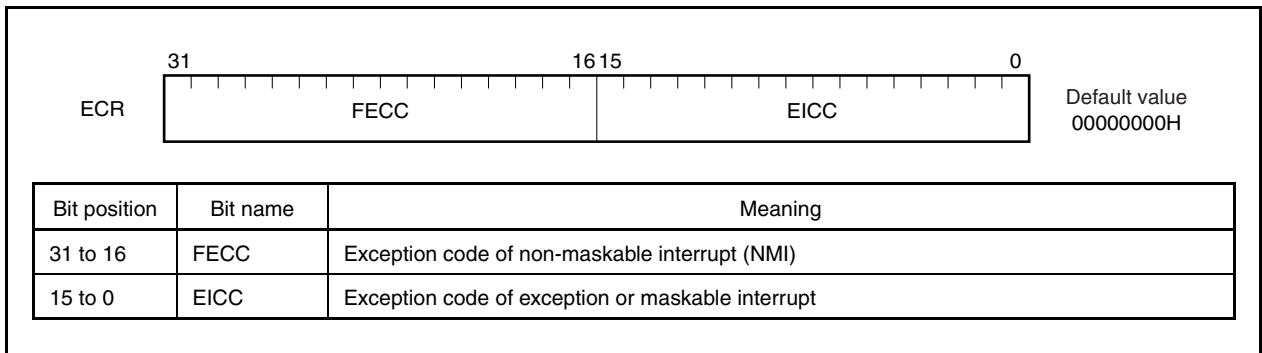 31 16 15 0
ECR FECC EICC Default value
00000000H
Bit position Bit name Meaning
31 to 16 FECC Exception code of non-maskable interrupt (NMI)
15 to 0 EICC Exception code of exception or maskable interrupt